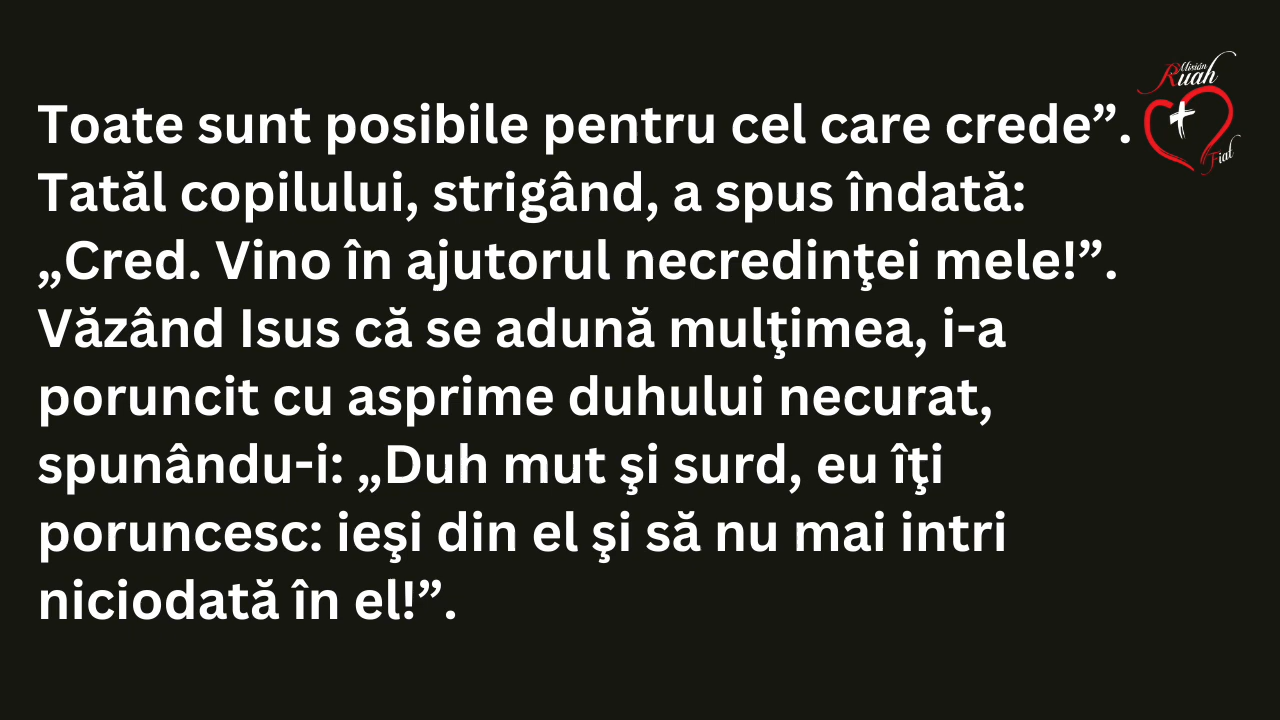 Misión
Ruah
Fiat
Toate sunt posibile pentru cel care crede”.
Tatăl copilului, strigând, a spus îndată:
„Cred. Vino în ajutorul necredinţei mele!”.
Văzând Isus că se adună mulţimea, i-a
poruncit cu asprime duhului necurat,
spunându-i: „Duh mut şi surd, eu îţi
poruncesc: ieşi din el şi să nu mai intri
niciodată în el!”.